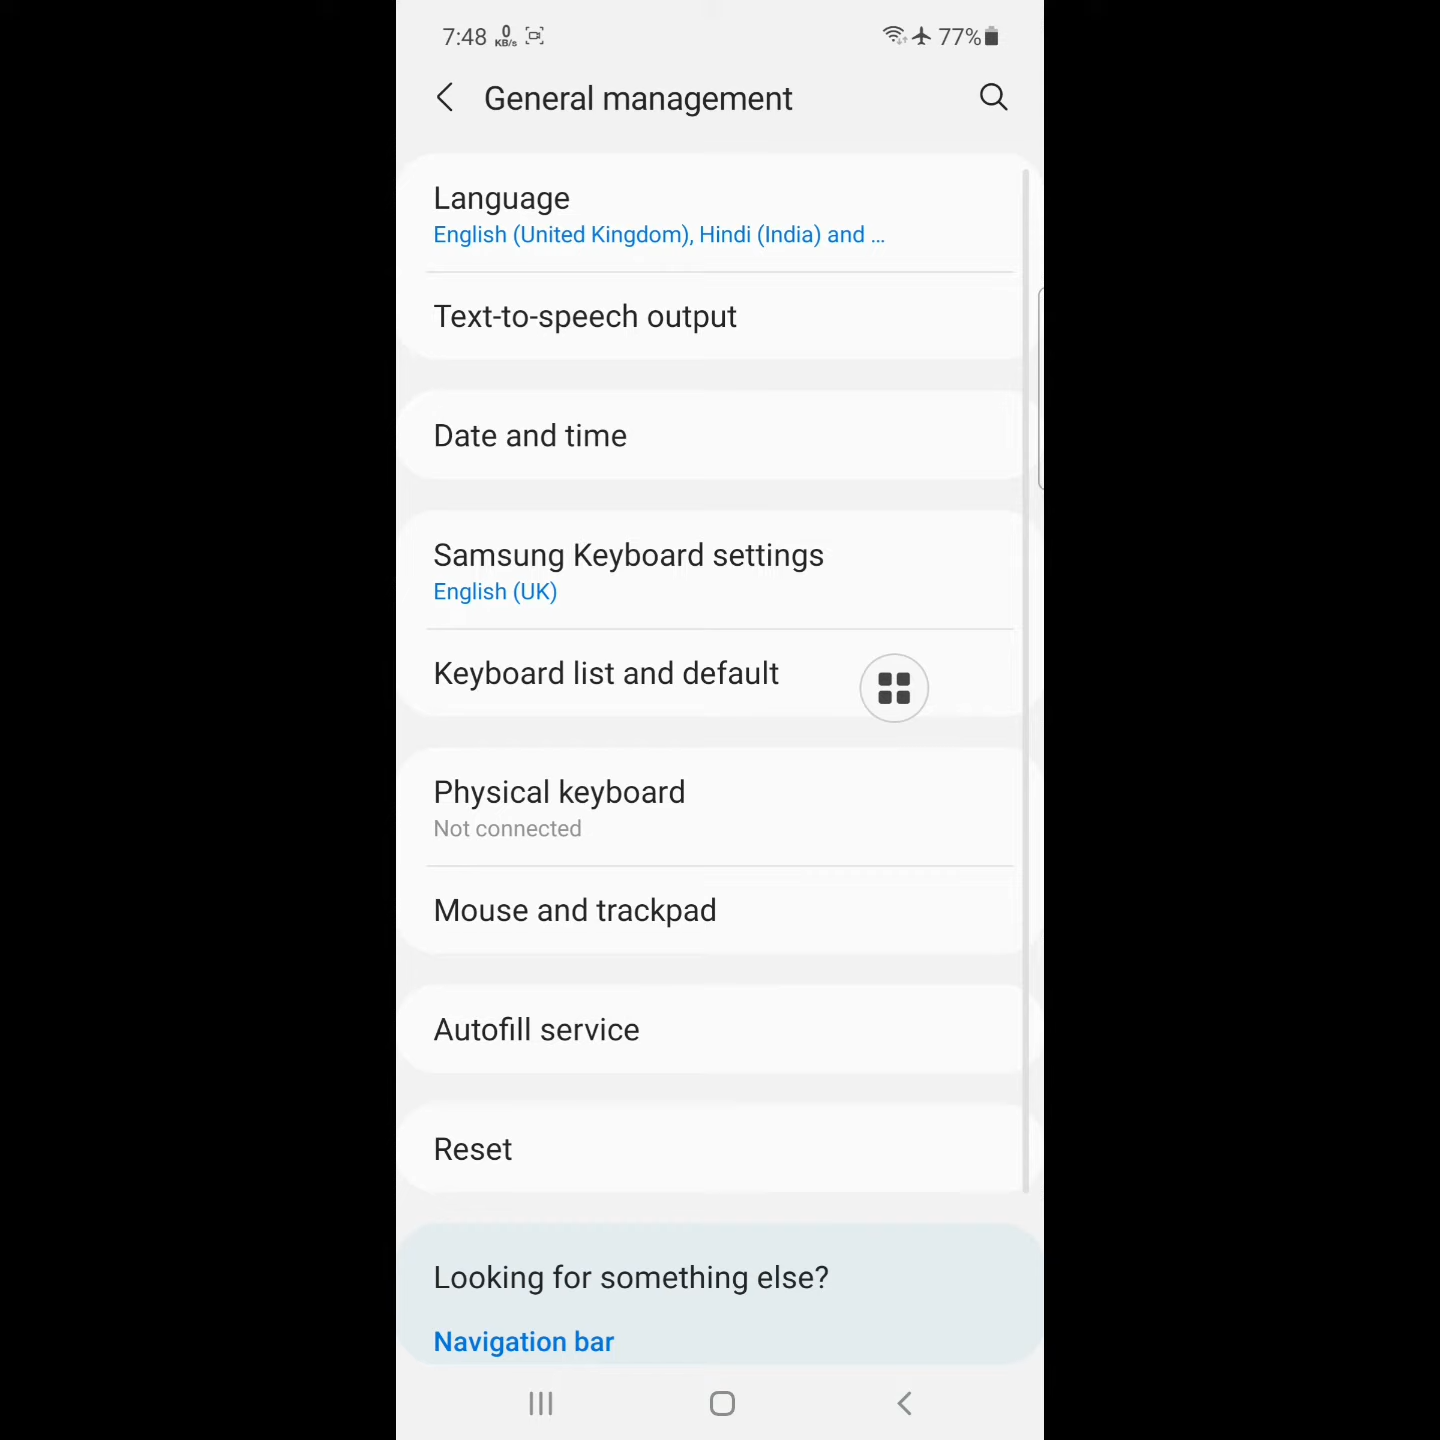 7:48 0 KB/s 77%
General management
Language
English (United Kingdom), Hindi (India) and ...
Text-to-speech output
Date and time
Samsung Keyboard settings
English (UK)
Keyboard list and default
Physical keyboard
Not connected
Mouse and trackpad
Autofill service
Reset
Looking for something else?
Navigation bar